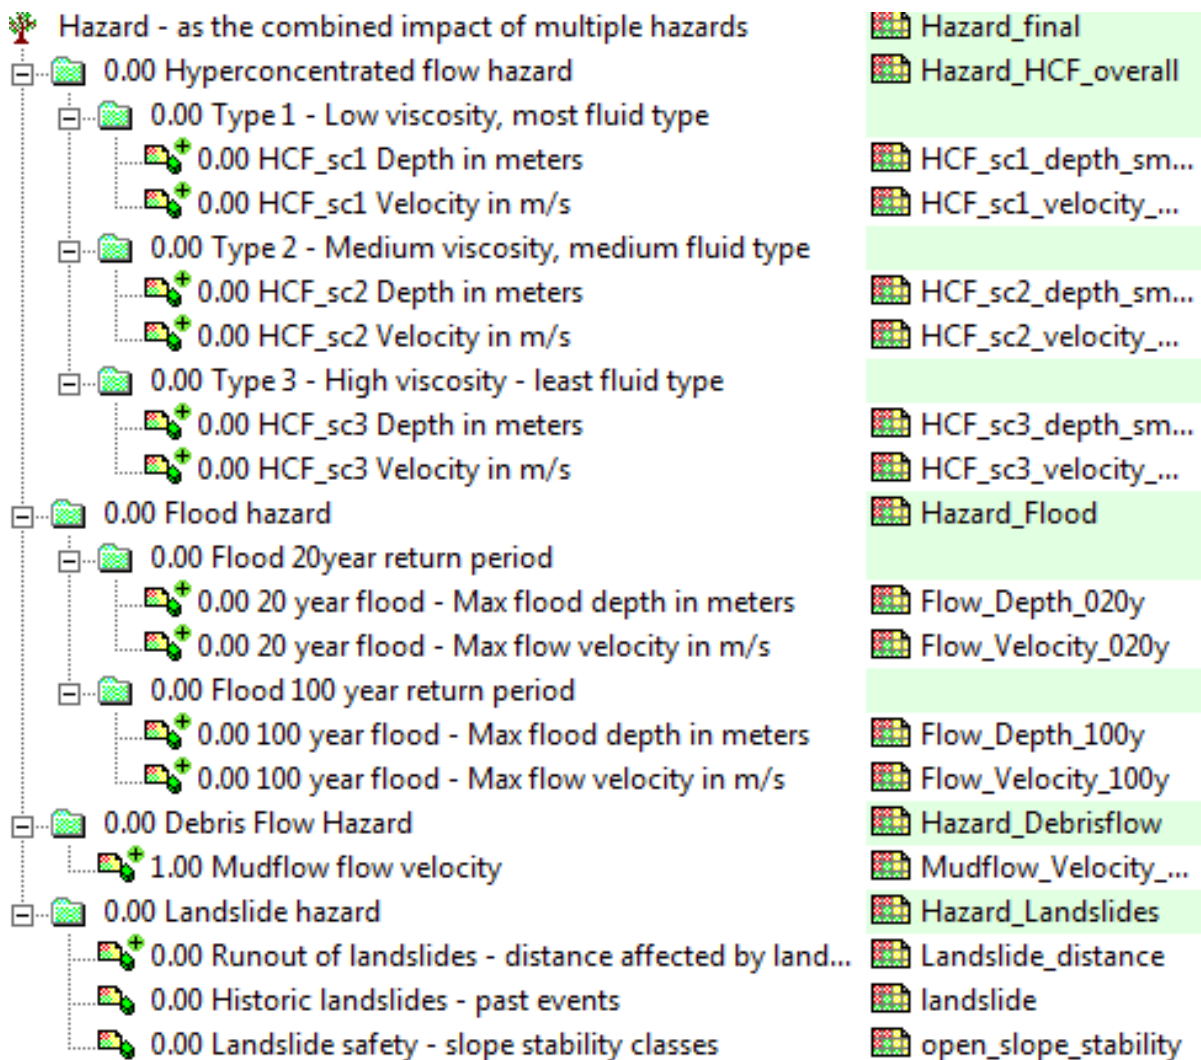 Hazard - as the combined impact of multiple hazards Hazard_final
0.00 Hyperconcentrated flow hazard Hazard_HCF_overall
0.00 Type 1 - Low viscosity, most fluid type
0.00 HCF_sc1 Depth in meters HCF_sc1_depth_sm...
0.00 HCF_sc1 Velocity in m/s HCF_sc1_velocity_...
0.00 Type 2 - Medium viscosity, medium fluid type
0.00 HCF_sc2 Depth in meters HCF_sc2_depth_sm...
0.00 HCF_sc2 Velocity in m/s HCF_sc2_velocity_...
0.00 Type 3 - High viscosity - least fluid type
0.00 HCF_sc3 Depth in meters HCF_sc3_depth_sm...
0.00 HCF_sc3 Velocity in m/s HCF_sc3_velocity_...
0.00 Flood hazard Hazard_Flood
0.00 Flood 20year return period
0.00 20 year flood - Max flood depth in meters Flow_Depth_020y
0.00 20 year flood - Max flow velocity in m/s Flow_Velocity_020y
0.00 Flood 100 year return period
0.00 100 year flood - Max flood depth in meters Flow_Depth_100y
0.00 100 year flood - Max flow velocity in m/s Flow_Velocity_100y
0.00 Debris Flow Hazard Hazard_Debrisflow
1.00 Mudflow flow velocity Mudflow_Velocity_...
0.00 Landslide hazard Hazard_Landslides
0.00 Runout of landslides - distance affected by land... Landslide_distance
0.00 Historic landslides - past events landslide
0.00 Landslide safety - slope stability classes open_slope_stability